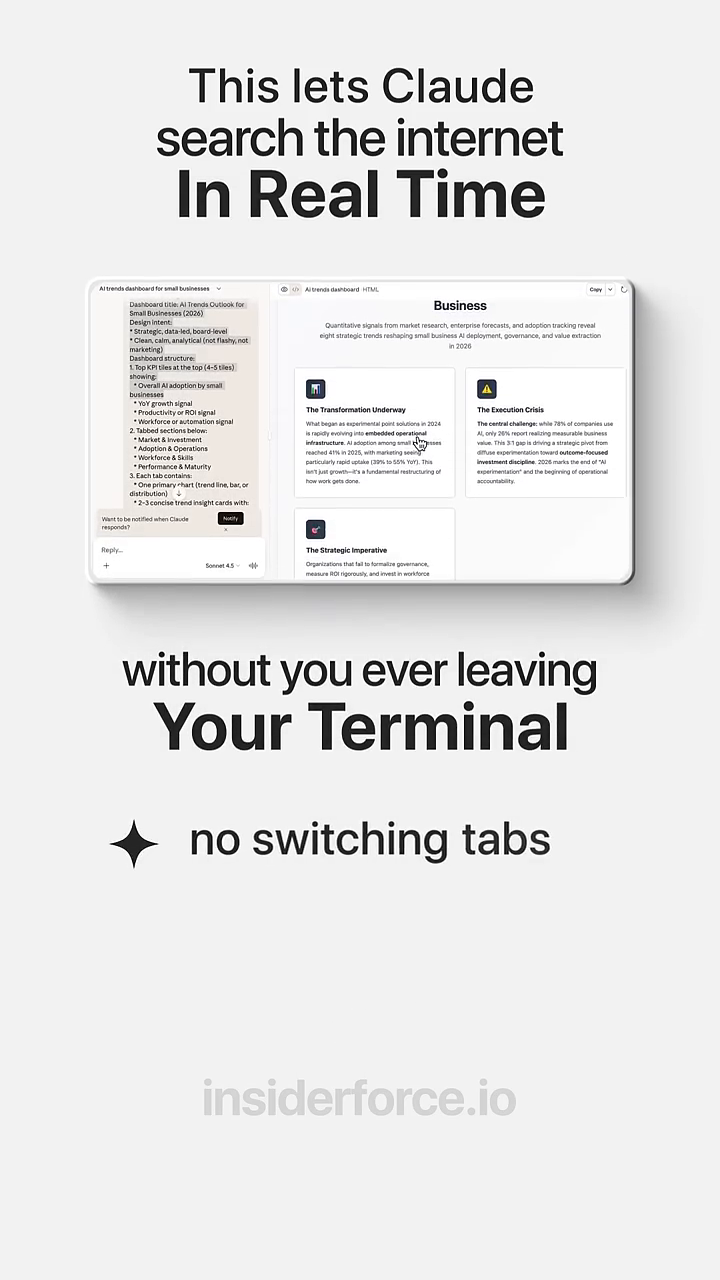 This lets Claude
search the internet
In Real Time
AI trends dashboard for small businesses
Dashboard title: AI Trends Outlook for
Small Businesses (2026)
Design intent:
* Strategic, data-led, board-level
* Clean, calm, analytical (not flashy, not
marketing)
Dashboard structure:
1. Top KPI tiles at the top (4–5 tiles)
showing:
* Overall AI adoption by small
businesses
* YoY growth signal
* Productivity or ROI signal
* Workforce or automation signal
2. Tabbed sections below:
* Market & Investment
* Adoption & Operations
* Workforce & Skills
* Performance & Maturity
3. Each tab contains:
* One primary chart (trend line, bar, or
distribution)
* 2–3 concise trend insight cards with:
Want to be notified when Claude
responds?
Notify
×
Reply...
+
Sonnet 4.5
AI trends dashboard · HTML
Copy
Business
Quantitative signals from market research, enterprise forecasts, and adoption tracking reveal
eight strategic trends reshaping small business AI deployment, governance, and value extraction
in 2026
The Transformation Underway
What began as experimental point solutions in 2024
is rapidly evolving into embedded operational
infrastructure. AI adoption among small businesses
reached 41% in 2025, with marketing seeing
particularly rapid uptake (39% to 55% YoY). This
isn't just growth—it's a fundamental restructuring of
how work gets done.
The Execution Crisis
The central challenge: while 78% of companies use
AI, only 26% report realizing measurable business
value. This 3:1 gap is driving a strategic pivot from
diffuse experimentation toward outcome-focused
investment discipline. 2026 marks the end of "AI
experimentation" and the beginning of operational
accountability.
The Strategic Imperative
Organizations that fail to formalize governance,
measure ROI rigorously, and invest in workforce
without you ever leaving
Your Terminal
no switching tabs
insiderforce.io